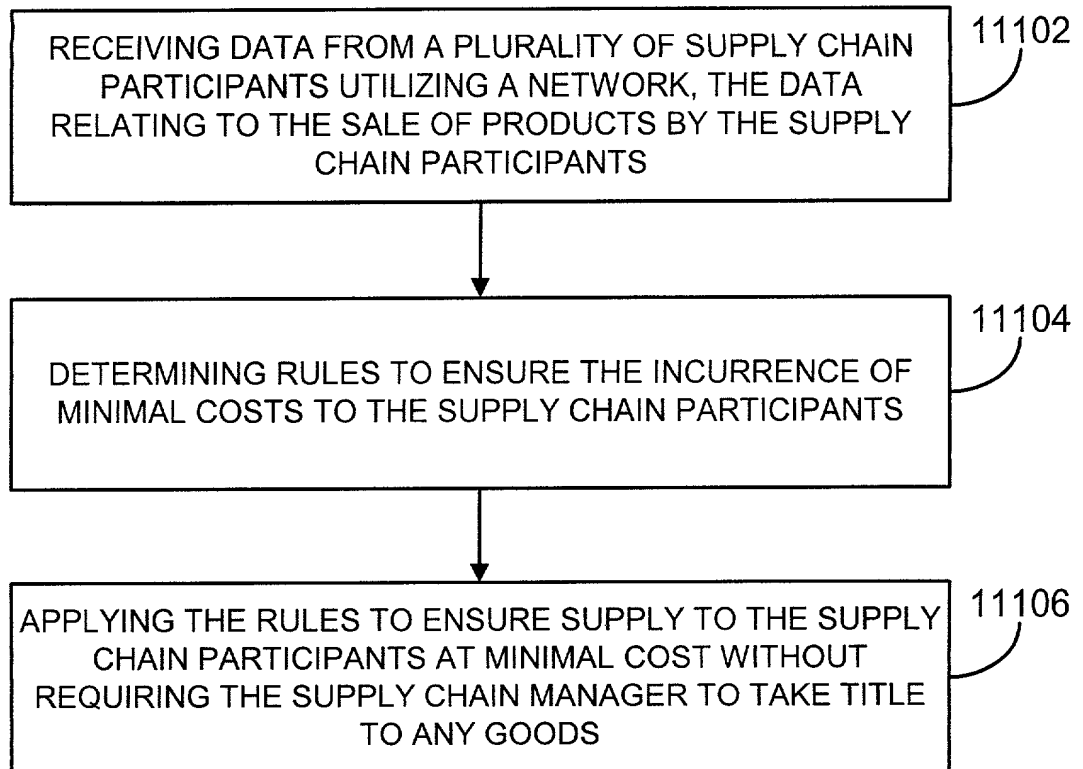 RECEIVING DATA FROM A PLURALITY OF SUPPLY CHAIN
PARTICIPANTS UTILIZING A NETWORK, THE DATA
RELATING TO THE SALE OF PRODUCTS BY THE SUPPLY
CHAIN PARTICIPANTS
11102
DETERMINING RULES TO ENSURE THE INCURRENCE OF
MINIMAL COSTS TO THE SUPPLY CHAIN PARTICIPANTS
11104
APPLYING THE RULES TO ENSURE SUPPLY TO THE SUPPLY
CHAIN PARTICIPANTS AT MINIMAL COST WITHOUT
REQUIRING THE SUPPLY CHAIN MANAGER TO TAKE TITLE
TO ANY GOODS
11106